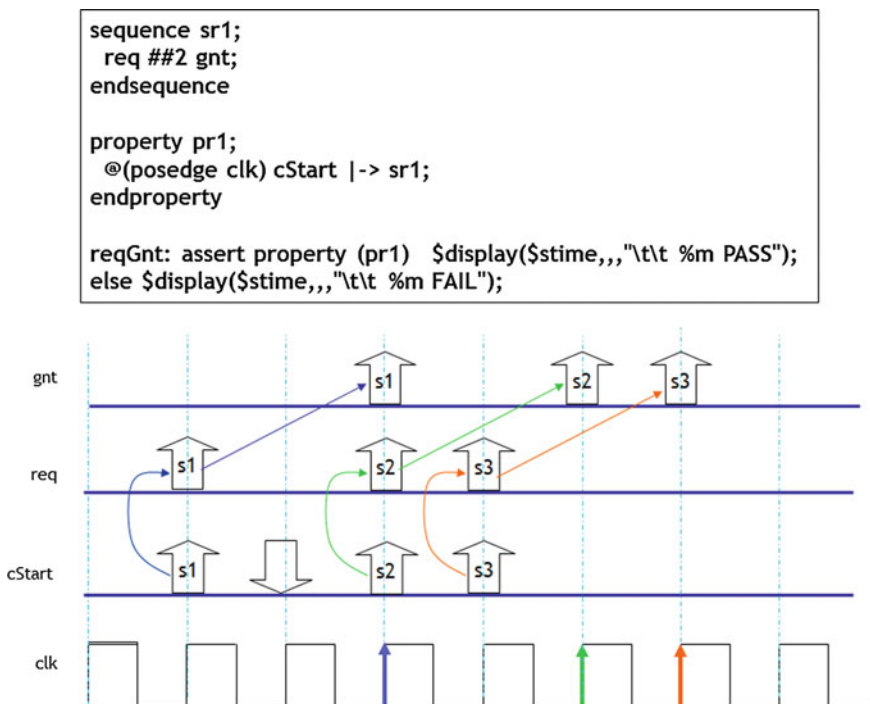 sequence sr1;
req ##2 gnt;
endsequence
property pr1;
@(posedge clk) cStart |-> sr1;
endproperty
reqGnt: assert property (pr1) $display($stime,,,"\t\t %m PASS");
else $display($stime,,,"\t\t %m FAIL");
gnt
s1
s2
s3
req
s1
s2
s3
cStart
s1
s2
s3
clk